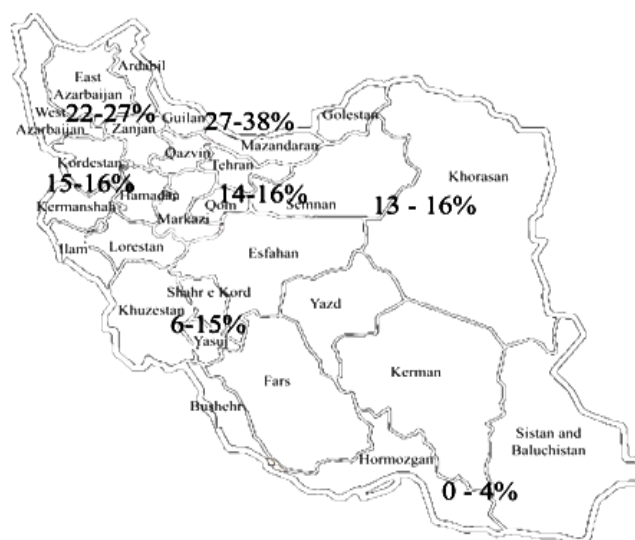 Ardabil
East
Azarbaijan
22-27%
West
Azarbaijan
Zanjan
Guilan
27-38%
Golestan
Mazandaran
Qazvin
Tehran
Kordestan
15-16%
Hamadan
14-16%
Qom
Semnan
Khorasan
13 - 16%
Kermanshah
Markazi
Ilam
Lorestan
Esfahan
Shahr e Kord
Khuzestan
6-15%
Yasuj
Yazd
Fars
Kerman
Bushehr
Hormozgan
Sistan and
Baluchistan
0 - 4%